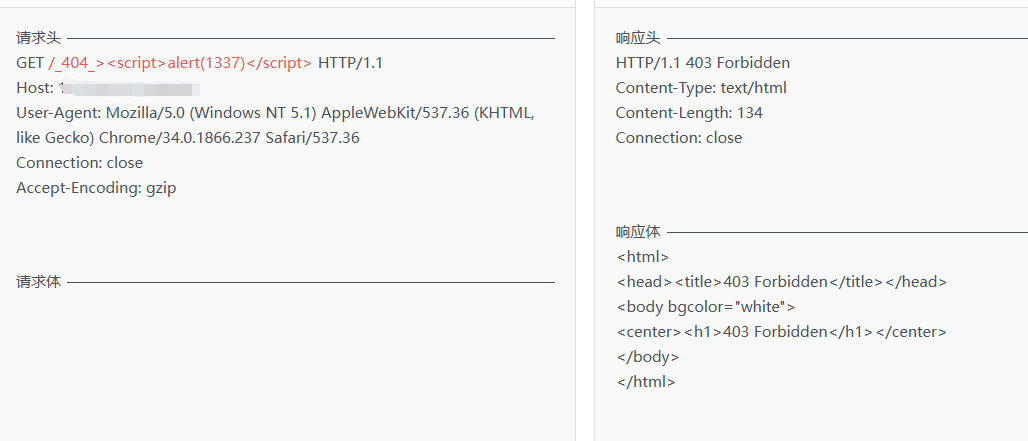 请求头
GET /_404_><script>alert(1337)</script> HTTP/1.1
Host:
User-Agent: Mozilla/5.0 (Windows NT 5.1) AppleWebKit/537.36 (KHTML,
like Gecko) Chrome/34.0.1866.237 Safari/537.36
Connection: close
Accept-Encoding: gzip
请求体
响应头
HTTP/1.1 403 Forbidden
Content-Type: text/html
Content-Length: 134
Connection: close
响应体
<html>
<head><title>403 Forbidden</title></head>
<body bgcolor="white">
<center><h1>403 Forbidden</h1></center>
</body>
</html>